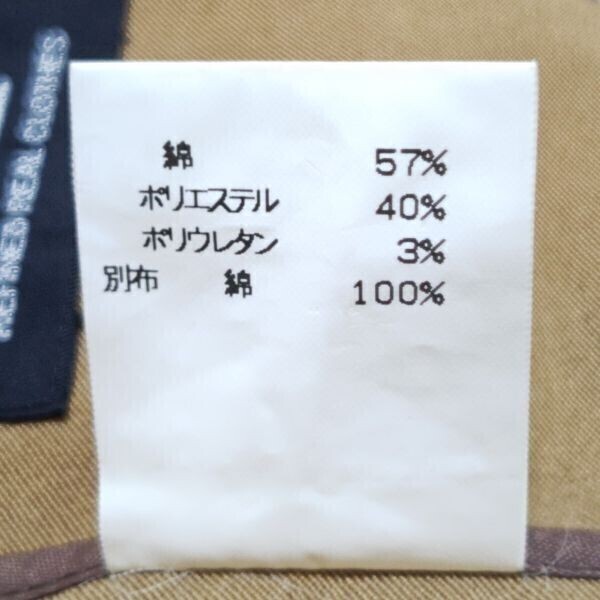 綿 57%
ポリエステル 40%
ポリウレタン 3%
別布 綿 100%
REFINED REAL CLOTHES